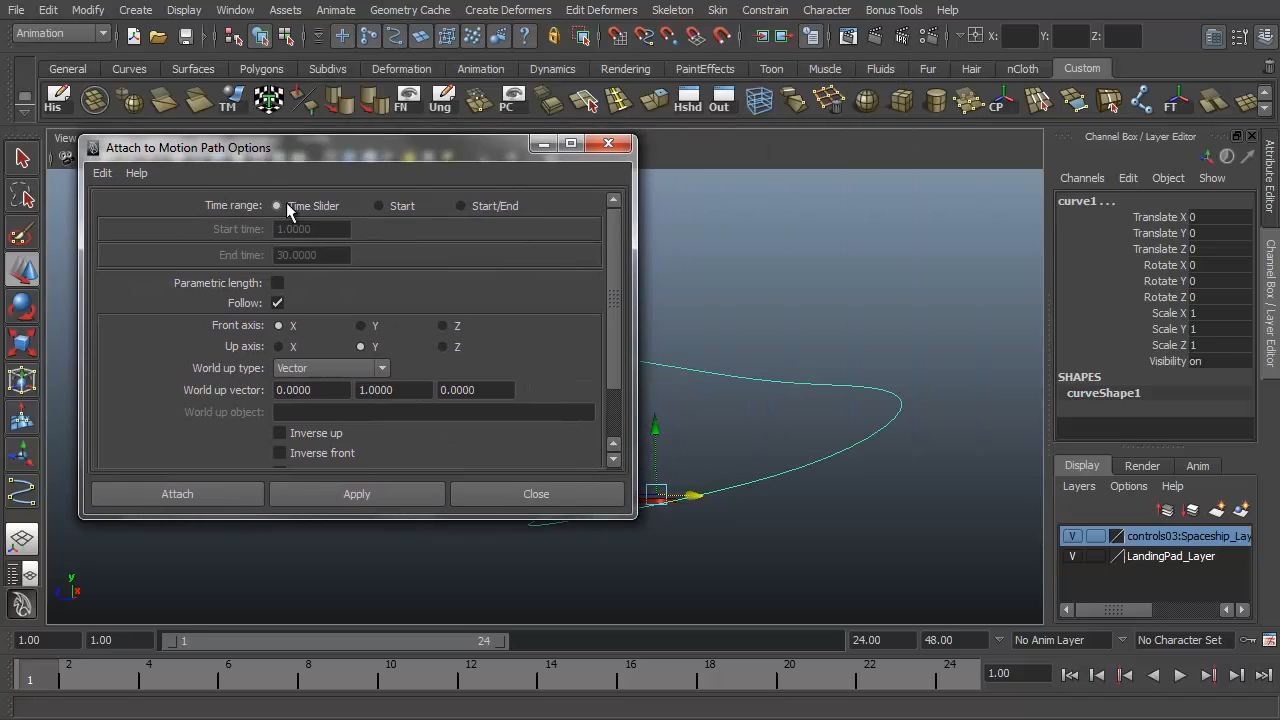 File Edit Modify Create Display Window Assets Animate Geometry Cache Create Deformers Edit Deformers Skeleton Skin Constrain Character Bonus Tools Help
Animation X: Y: Z:
General Curves Surfaces Polygons Subdivs Deformation Animation Dynamics Rendering PaintEffects Toon Muscle Fluids Fur Hair nCloth Custom
His TM FN Ung PC Hshd Out CP FT
View
Channel Box / Layer Editor
Attach to Motion Path Options
Edit Help
Time range: Time Slider Start Start/End
Start time: 1.0000
End time: 30.0000
Parametric length:
Follow:
Front axis: X Y Z
Up axis: X Y Z
World up type: Vector
World up vector: 0.0000 1.0000 0.0000
World up object:
Inverse up
Inverse front
Attach Apply Close
Channels Edit Object Show
curve1...
Translate X 0
Translate Y 0
Translate Z 0
Rotate X 0
Rotate Y 0
Rotate Z 0
Scale X 1
Scale Y 1
Scale Z 1
Visibility on
SHAPES
curveShape1
Attribute Editor
Channel Box / Layer Editor
Display Render Anim
Layers Options Help
V controls03:Spaceship_Lay
V LandingPad_Layer
y
z x
1.00 1.00 1 24 24.00 48.00 No Anim Layer No Character Set
2 4 6 8 10 12 14 16 18 20 22 24
1 1.00